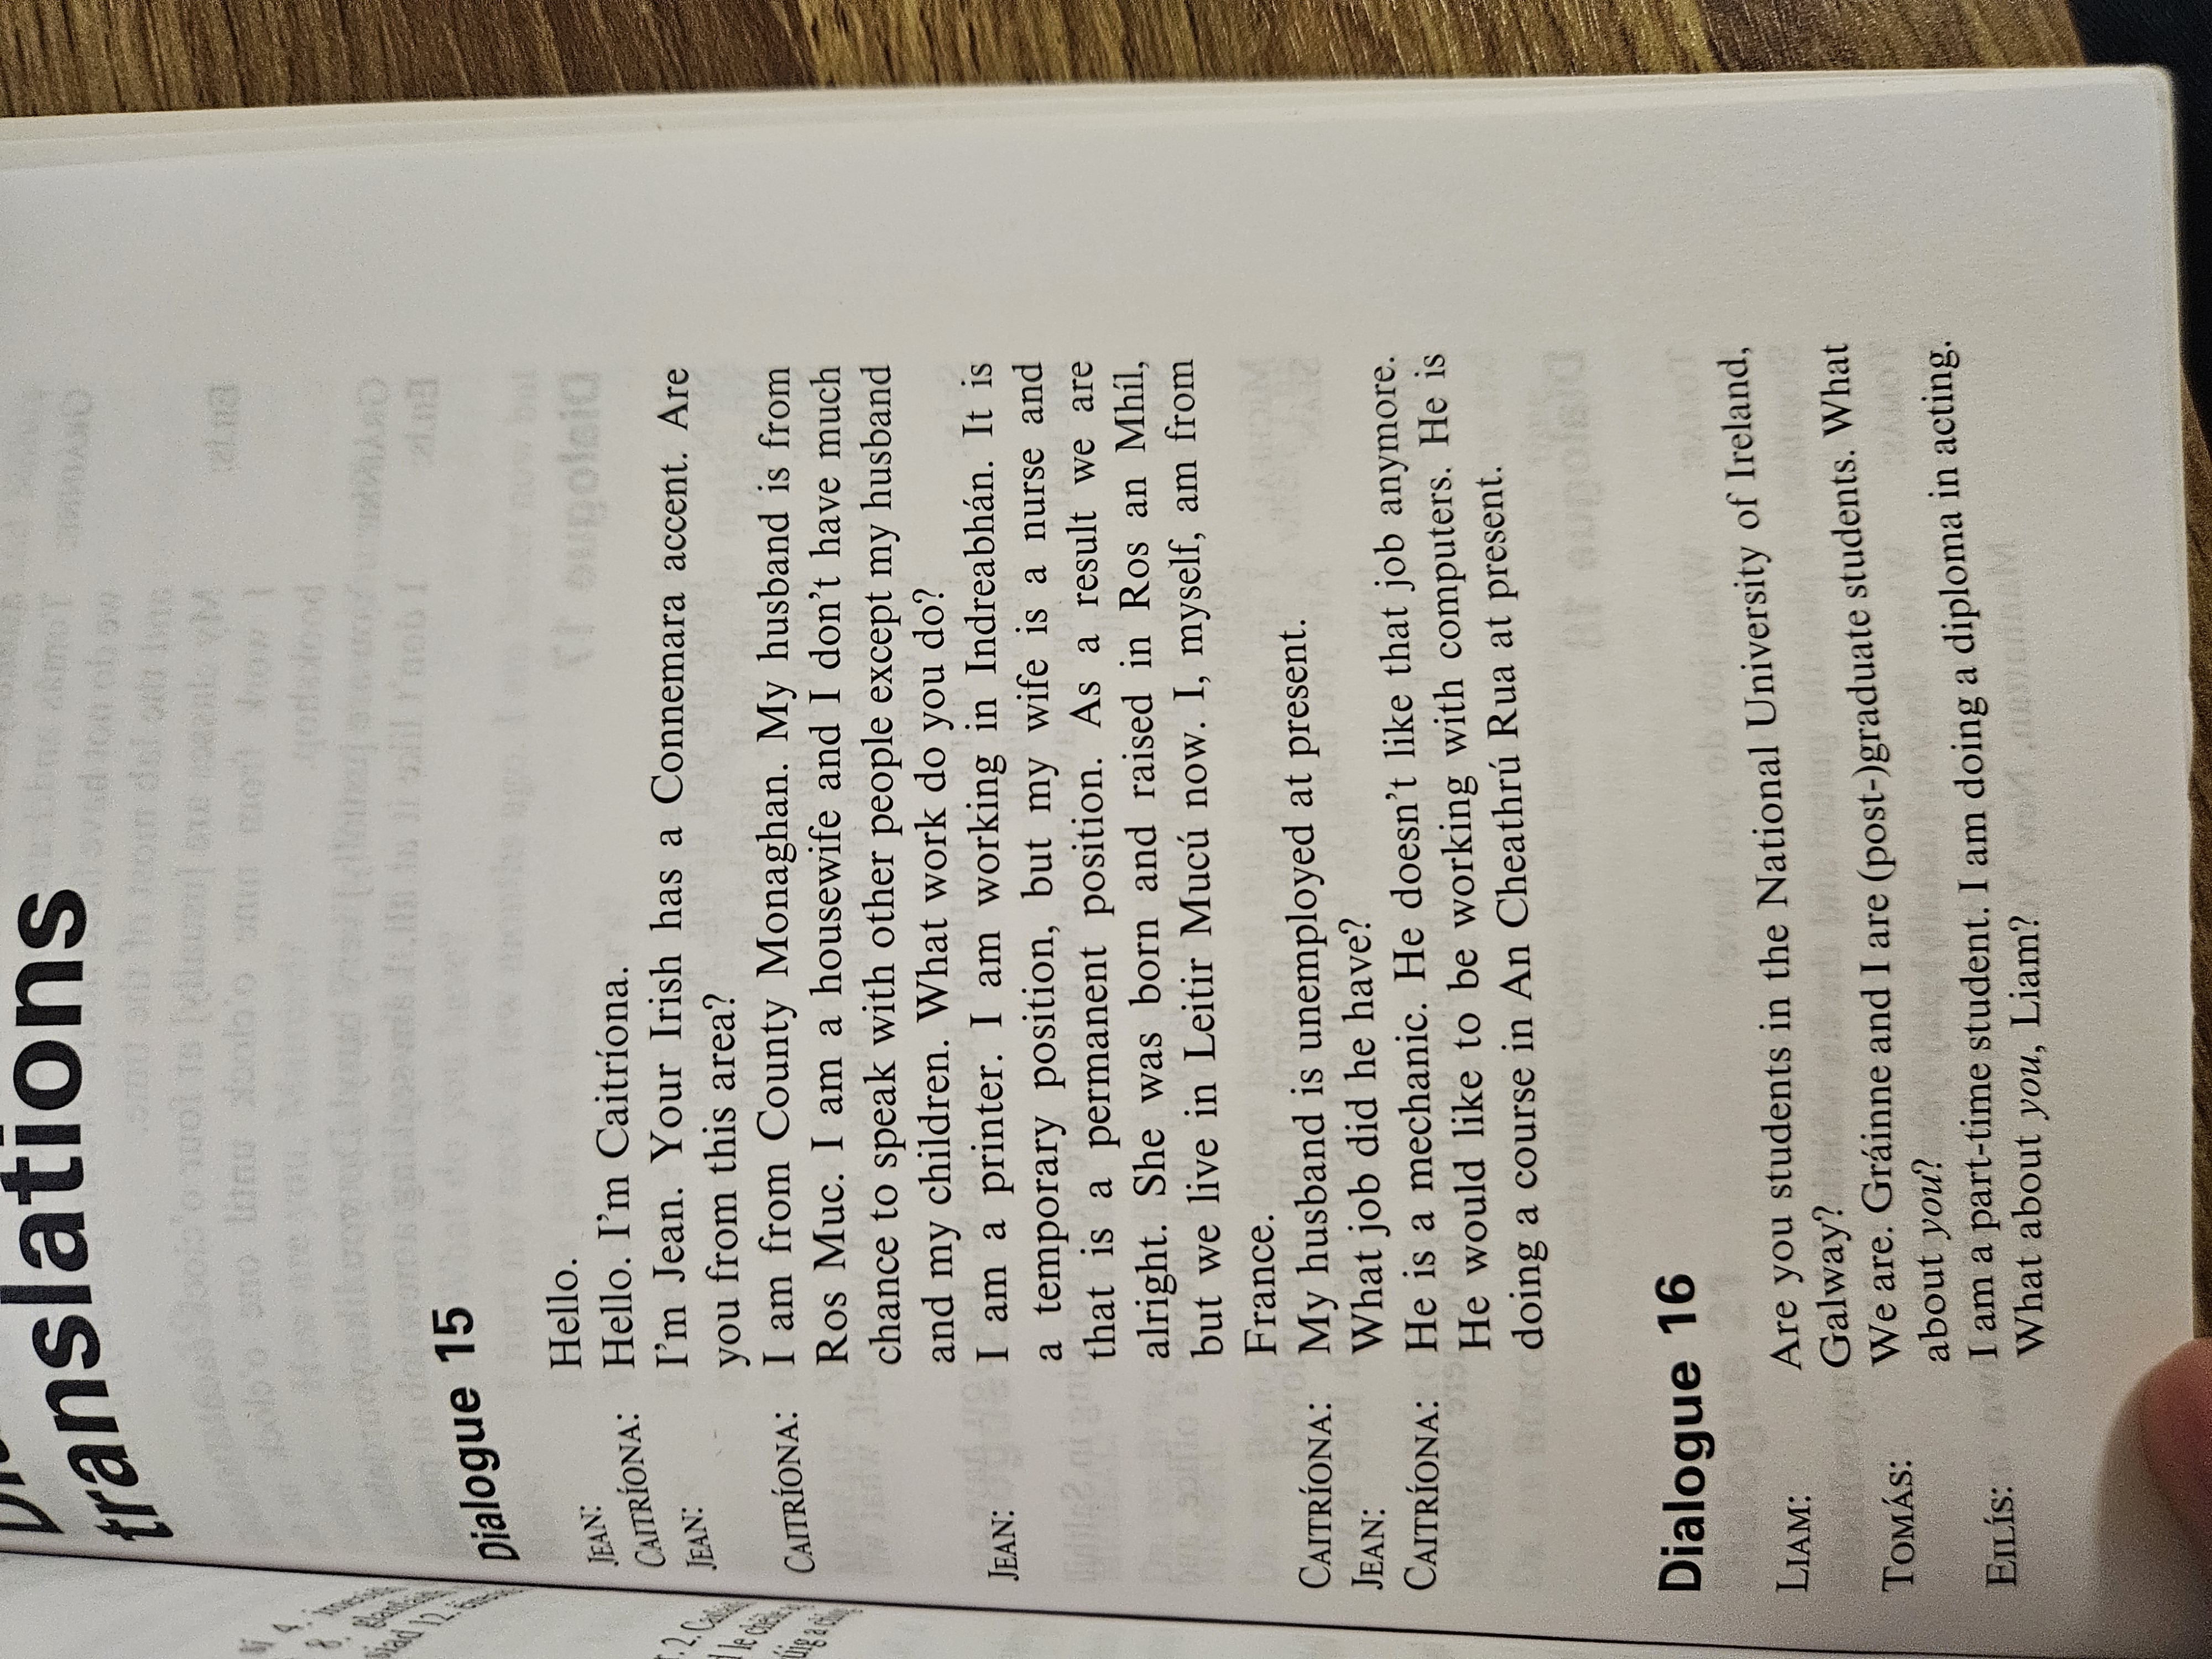 translations
Dialogue 15
JEAN: Hello.
CAITRÍONA: Hello. I'm Caitríona.
JEAN: I'm Jean. Your Irish has a Connemara accent. Are
you from this area?
CAITRÍONA: I am from County Monaghan. My husband is from
Ros Muc. I am a housewife and I don't have much
chance to speak with other people except my husband
and my children. What work do you do?
JEAN: I am a printer. I am working in Indreabhán. It is
a temporary position, but my wife is a nurse and
that is a permanent position. As a result we are
alright. She was born and raised in Ros an Mhíl,
but we live in Leitir Mucú now. I, myself, am from
France.
CAITRÍONA: My husband is unemployed at present.
JEAN: What job did he have?
CAITRÍONA: He is a mechanic. He doesn't like that job anymore.
He would like to be working with computers. He is
doing a course in An Cheathrú Rua at present.
Dialogue 16
LIAM: Are you students in the National University of Ireland,
Galway?
TOMÁS: We are. Gráinne and I are (post-)graduate students. What
about you?
EILÍS: I am a part-time student. I am doing a diploma in acting.
What about you, Liam?